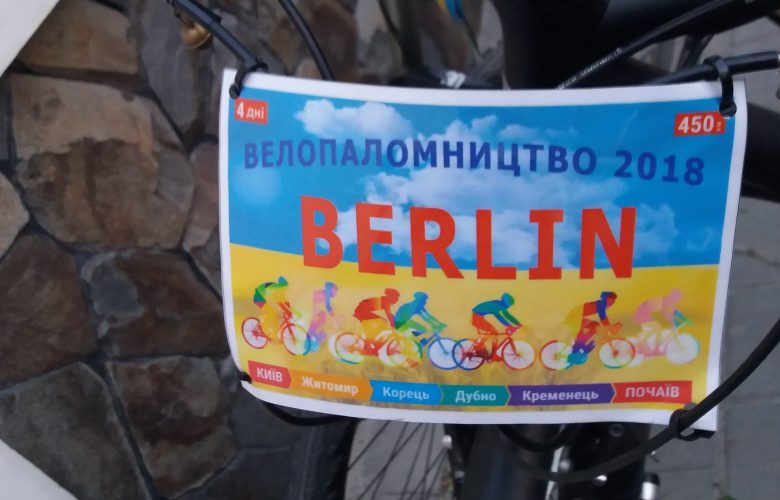 4 дні
450
ВЕЛОПАЛОМНИЦТВО 2018
BERLIN
КИЇВ Житомир Корець Дубно Кременець ПОЧАЇВ